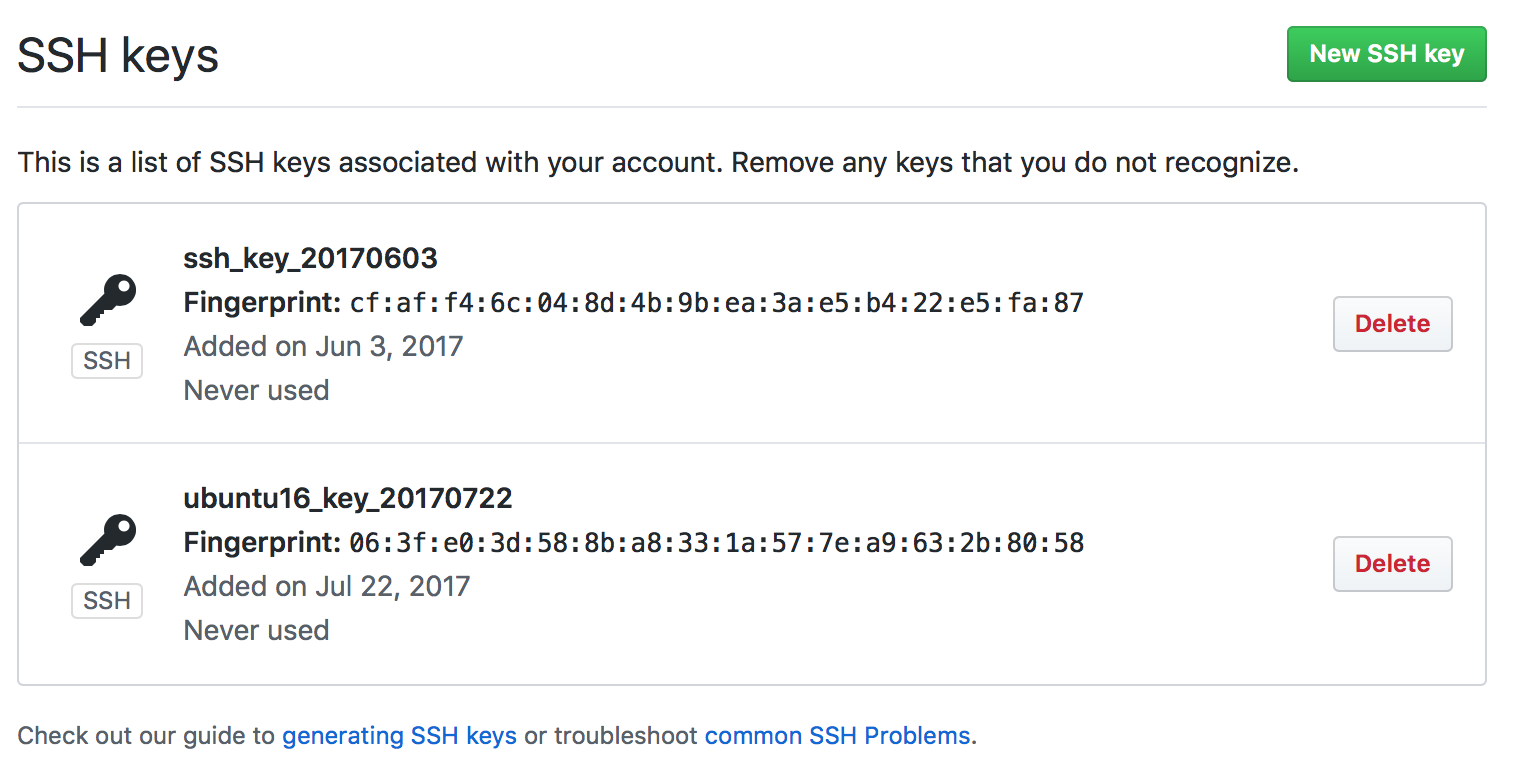 SSH keys
New SSH key
This is a list of SSH keys associated with your account. Remove any keys that you do not recognize.
ssh_key_20170603
Fingerprint: cf:af:f4:6c:04:8d:4b:9b:ea:3a:e5:b4:22:e5:fa:87
Added on Jun 3, 2017
Never used
SSH
Delete
ubuntu16_key_20170722
Fingerprint: 06:3f:e0:3d:58:8b:a8:33:1a:57:7e:a9:63:2b:80:58
Added on Jul 22, 2017
Never used
SSH
Delete
Check out our guide to generating SSH keys or troubleshoot common SSH Problems.